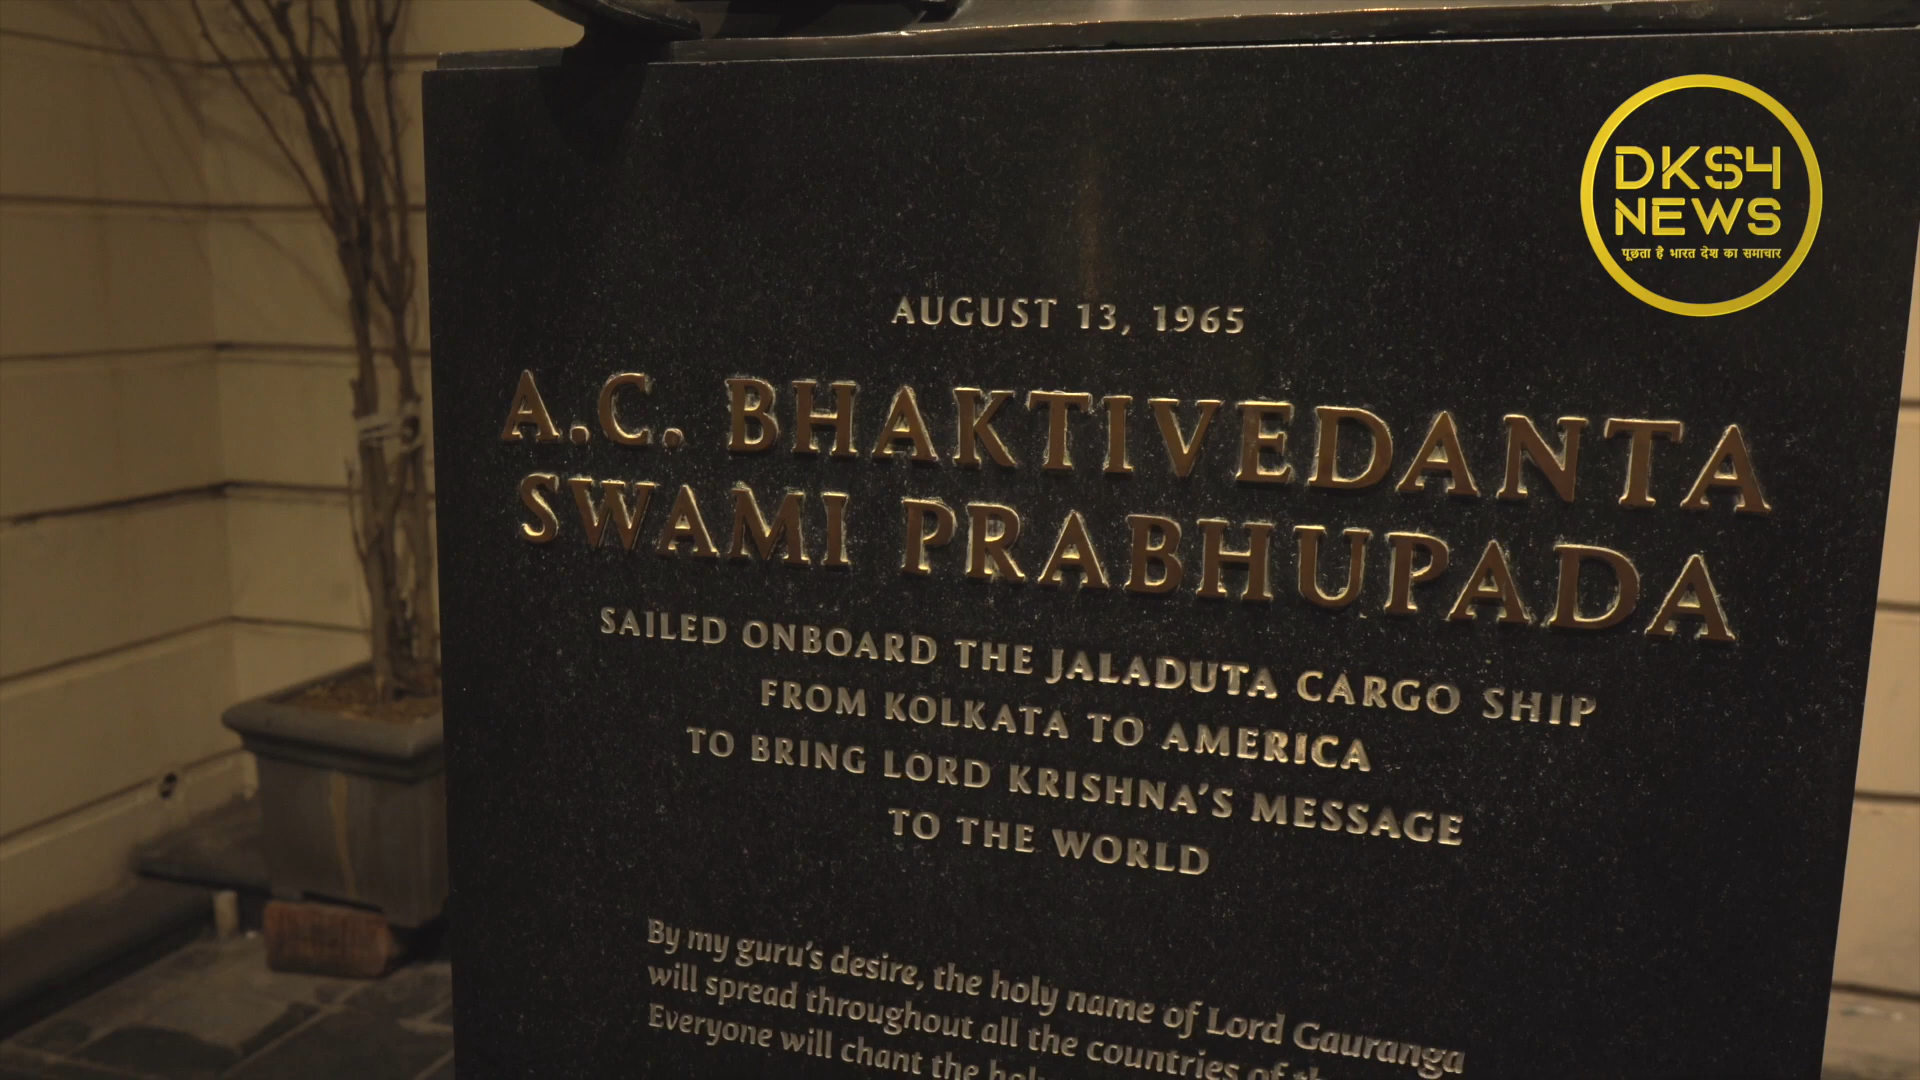 DKS4
NEWS
पूछता है भारत देश का समाचार
AUGUST 13, 1965
A.C. BHAKTIVEDANTA
SWAMI PRABHUPADA
SAILED ONBOARD THE JALADUTA CARGO SHIP
FROM KOLKATA TO AMERICA
TO BRING LORD KRISHNA'S MESSAGE
TO THE WORLD
By my guru's desire, the holy name of Lord Gauranga
will spread throughout all the countries of
Everyone will chant the